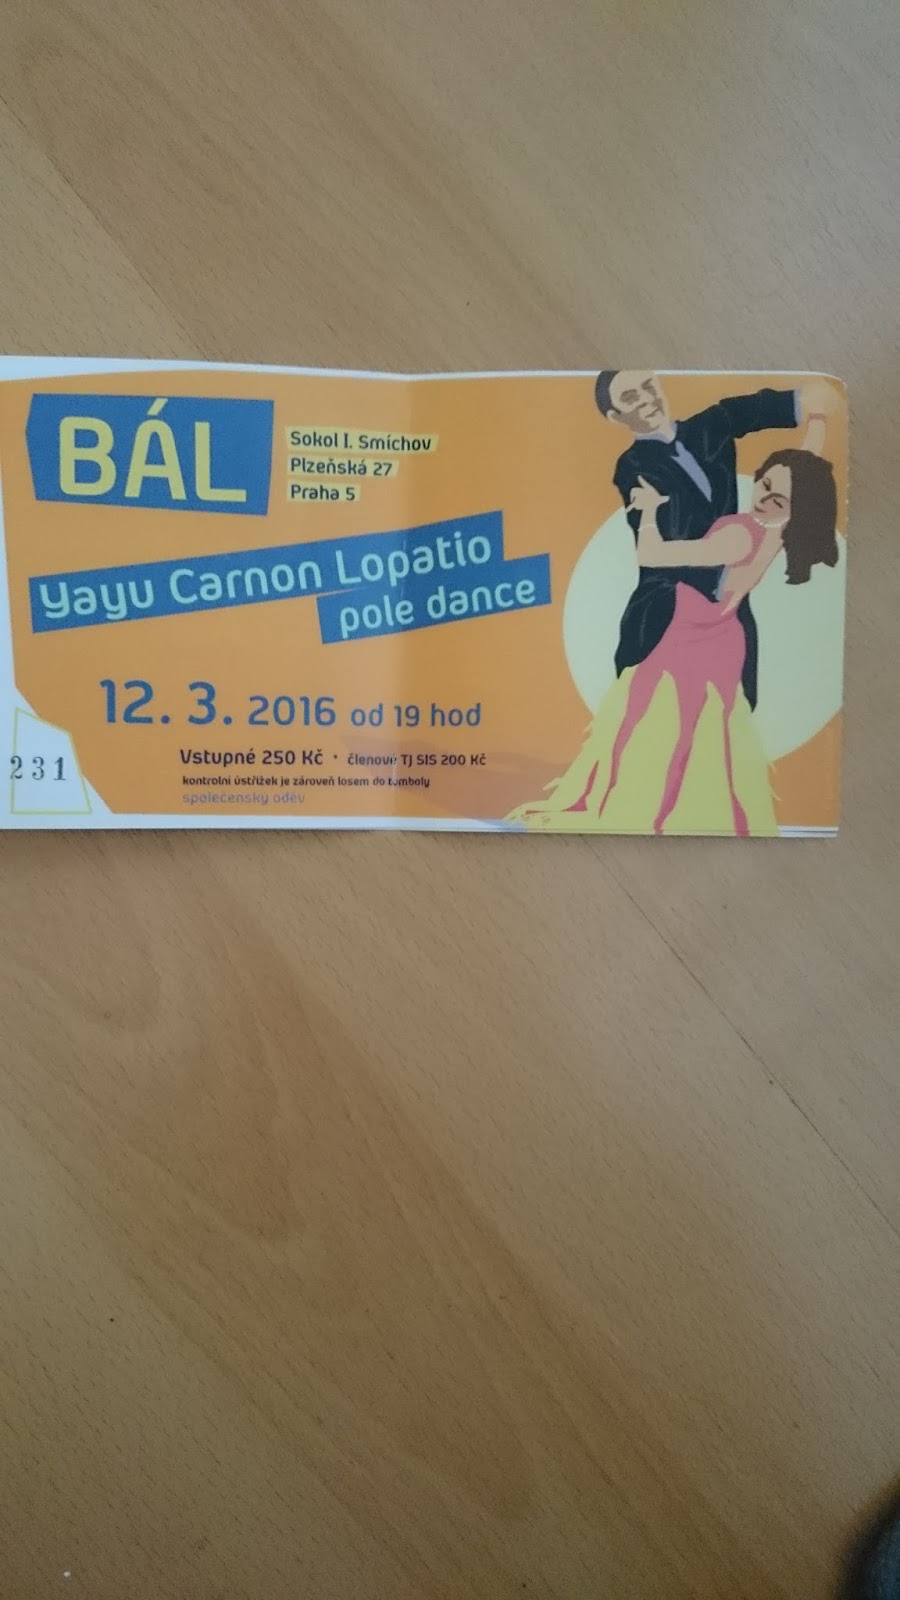 BÁL
Sokol I. Smíchov
Plzeňská 27
Praha 5
Yayu Carnon Lopatio
pole dance
12. 3. 2016 od 19 hod
Vstupné 250 Kč • členové TJ SIS 200 Kč
kontrolní ústřižek je zároveň losem do tomboly
společenský oděv
231